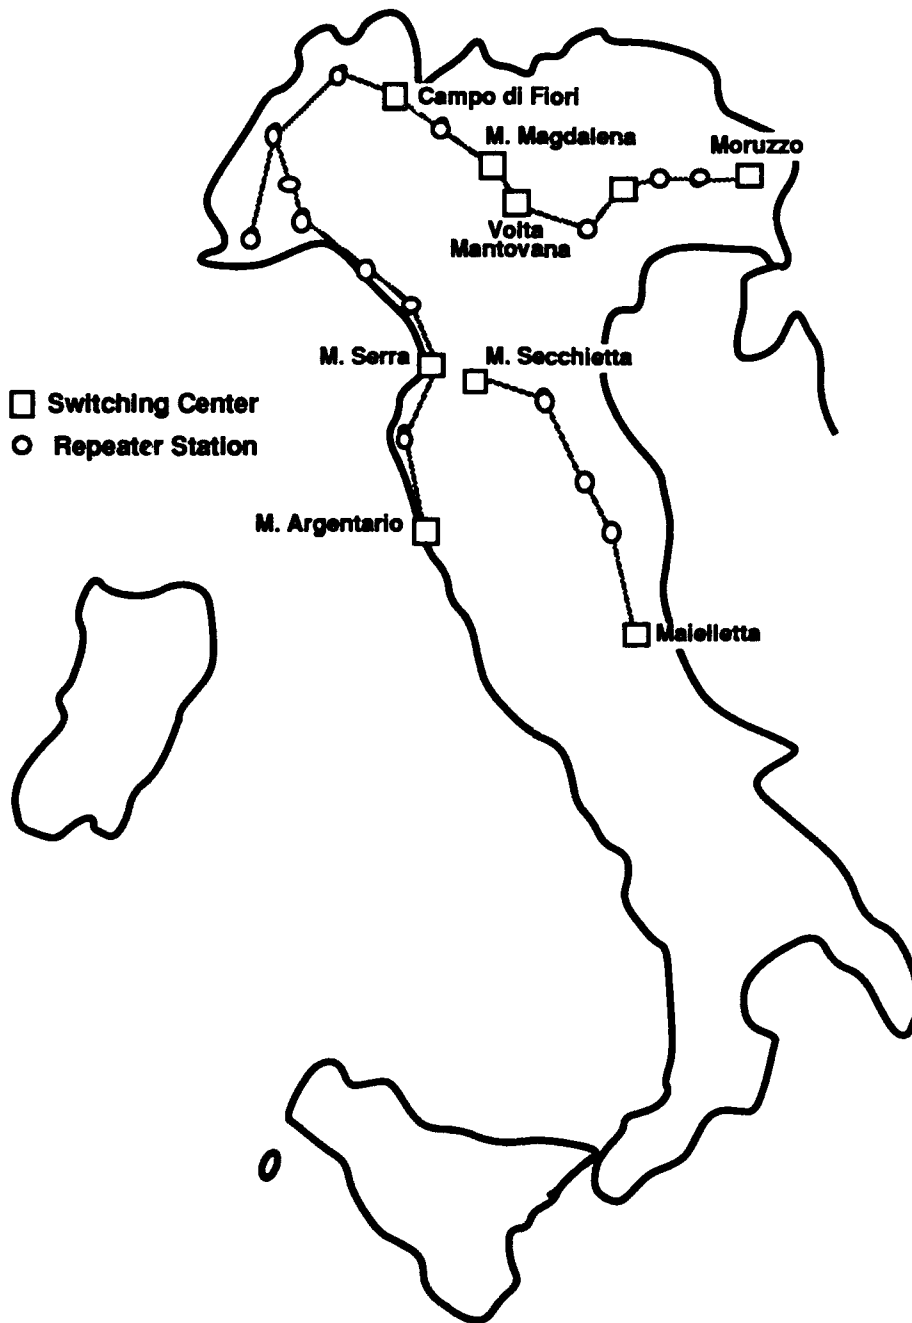 Campo di Fiori
M. Magdalena
Moruzzo
Volta
Mantovana
M. Serra
M. Secchietta
Switching Center
Repeater Station
M. Argentario
Maielletta